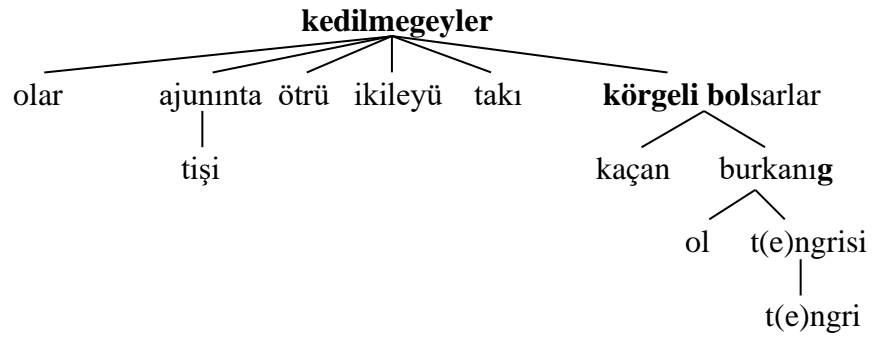 kedilmegeyler
olar ajunınta ötrü ikileyü takı körgeli bolsarlar
tişi kaçan burkanıg
ol t(e)ngrisi
t(e)ngri